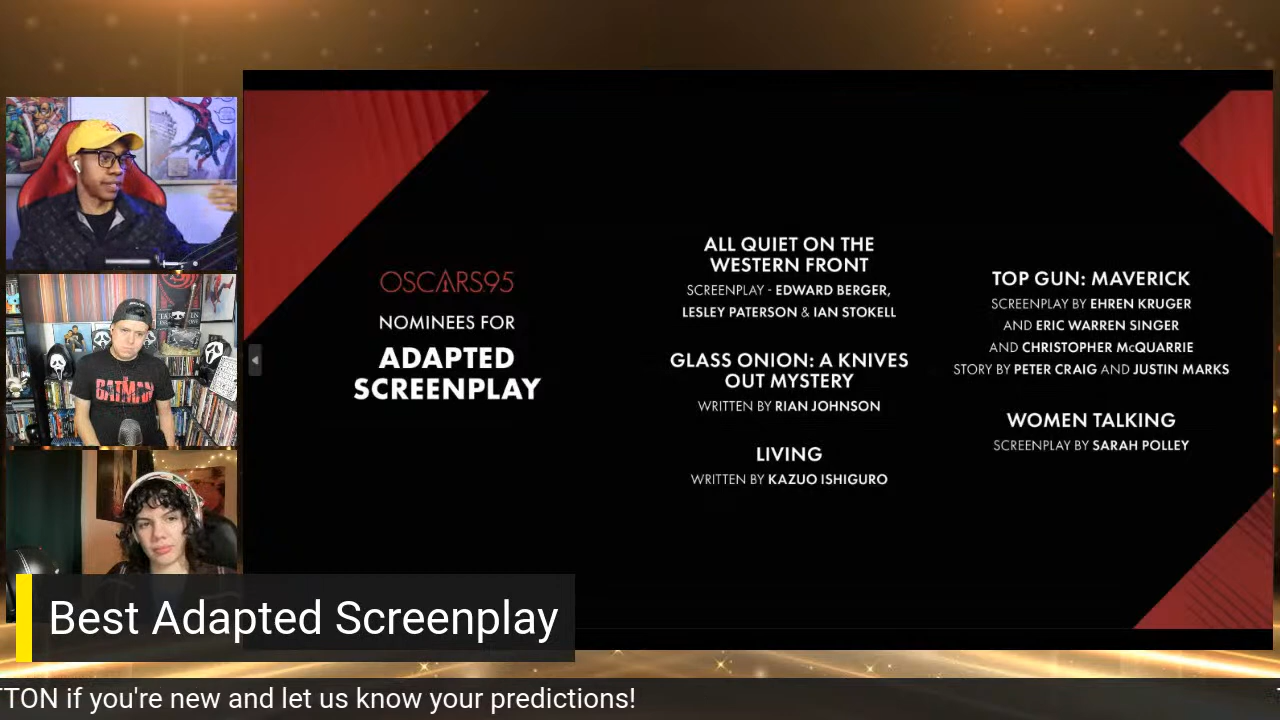 OSCARS95
NOMINEES FOR
ADAPTED
SCREENPLAY
ALL QUIET ON THE
WESTERN FRONT
SCREENPLAY - EDWARD BERGER,
LESLEY PATERSON & IAN STOKELL
GLASS ONION: A KNIVES
OUT MYSTERY
WRITTEN BY RIAN JOHNSON
LIVING
WRITTEN BY KAZUO ISHIGURO
TOP GUN: MAVERICK
SCREENPLAY BY EHREN KRUGER
AND ERIC WARREN SINGER
AND CHRISTOPHER McQUARRIE
STORY BY PETER CRAIG AND JUSTIN MARKS
WOMEN TALKING
SCREENPLAY BY SARAH POLLEY
BATMAN
Best Adapted Screenplay
TTON if you're new and let us know your predictions!